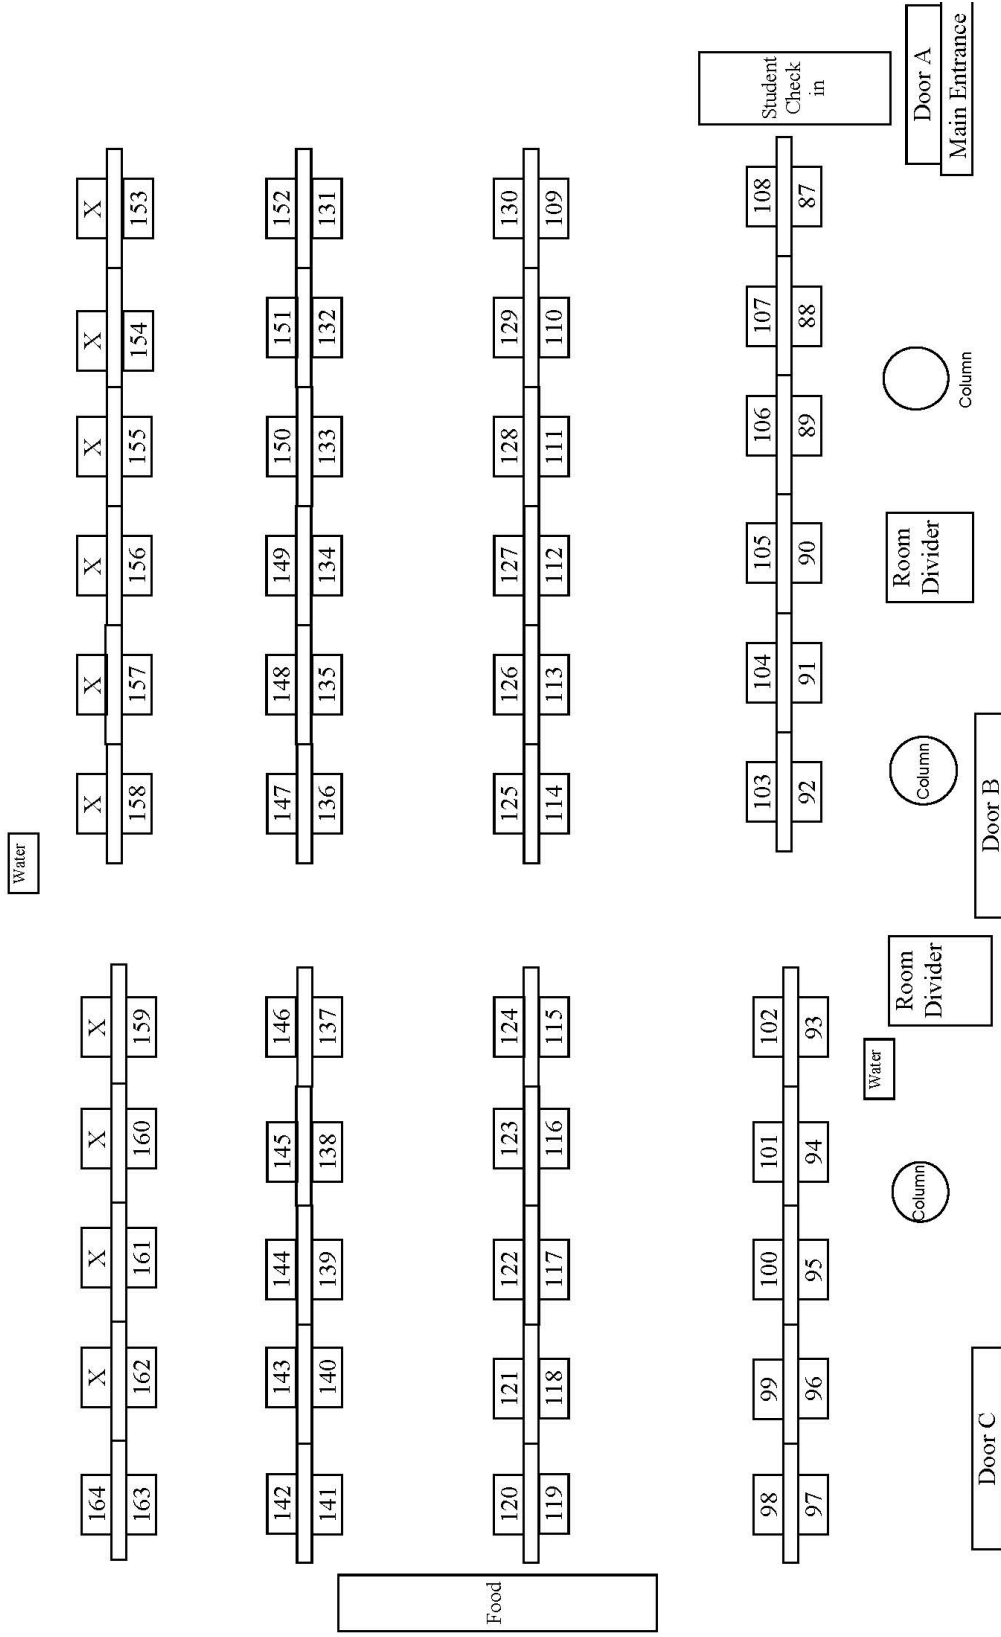 Water
164 X X X X X X X X X X
163 162 161 160 159 158 157 156 155 154 153
142 143 144 145 146 147 148 149 150 151 152
141 140 139 138 137 136 135 134 133 132 131
Food
120 121 122 123 124 125 126 127 128 129 130
119 118 117 116 115 114 113 112 111 110 109
98 99 100 101 102 103 104 105 106 107 108
97 96 95 94 93 92 91 90 89 88 87
Student
Check
in
Water
Column
Room
Divider
Column
Room
Divider
Column
Door A
Main Entrance
Door C
Door B